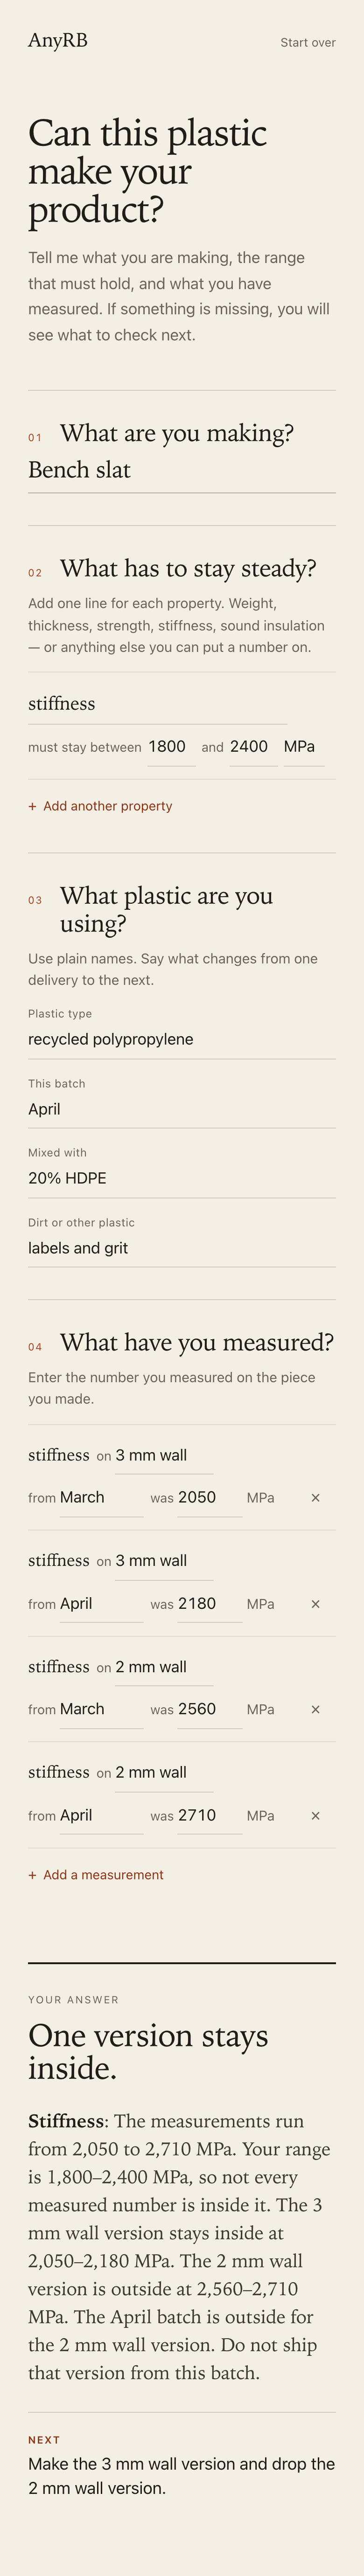 AnyRB
Start over
Can this plastic
make your
product?
Tell me what you are making, the range
that must hold, and what you have
measured. If something is missing, you will
see what to check next.
01 What are you making?
Bench slat
02 What has to stay steady?
Add one line for each property. Weight,
thickness, strength, stiffness, sound insulation
— or anything else you can put a number on.
stiffness
must stay between 1800 and 2400 MPa
+ Add another property
03 What plastic are you
using?
Use plain names. Say what changes from one
delivery to the next.
Plastic type
recycled polypropylene
This batch
April
Mixed with
20% HDPE
Dirt or other plastic
labels and grit
04 What have you measured?
Enter the number you measured on the piece
you made.
stiffness on 3 mm wall
from March was 2050 MPa ×
stiffness on 3 mm wall
from April was 2180 MPa ×
stiffness on 2 mm wall
from March was 2560 MPa ×
stiffness on 2 mm wall
from April was 2710 MPa ×
+ Add a measurement
YOUR ANSWER
One version stays
inside.
Stiffness: The measurements run
from 2,050 to 2,710 MPa. Your range
is 1,800–2,400 MPa, so not every
measured number is inside it. The 3
mm wall version stays inside at
2,050–2,180 MPa. The 2 mm wall
version is outside at 2,560–2,710
MPa. The April batch is outside for
the 2 mm wall version. Do not ship
that version from this batch.
NEXT
Make the 3 mm wall version and drop the
2 mm wall version.